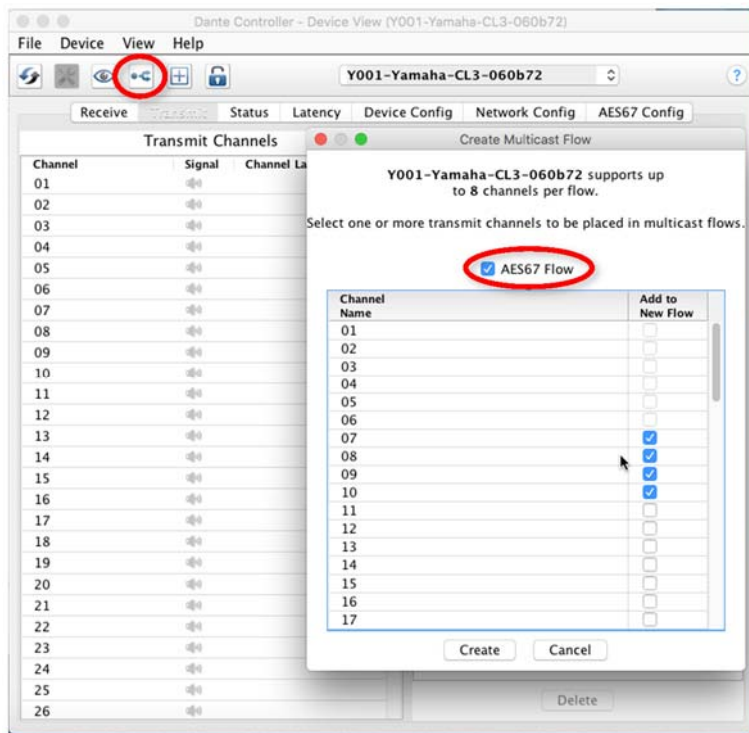 Dante Controller - Device View (Y001-Yamaha-CL3-060b72)
File Device View Help
Y001-Yamaha-CL3-060b72
?
Receive Transmit Status Latency Device Config Network Config AES67 Config
Transmit Channels
Channel Signal Channel La
01
02
03
04
05
06
07
08
09
10
11
12
13
14
15
16
17
18
19
20
21
22
23
24
25
26
Create Multicast Flow
Y001-Yamaha-CL3-060b72 supports up
to 8 channels per flow.
Select one or more transmit channels to be placed in multicast flows.
AES67 Flow
Channel Add to
Name New Flow
01
02
03
04
05
06
07
08
09
10
11
12
13
14
15
16
17
Create Cancel
Delete